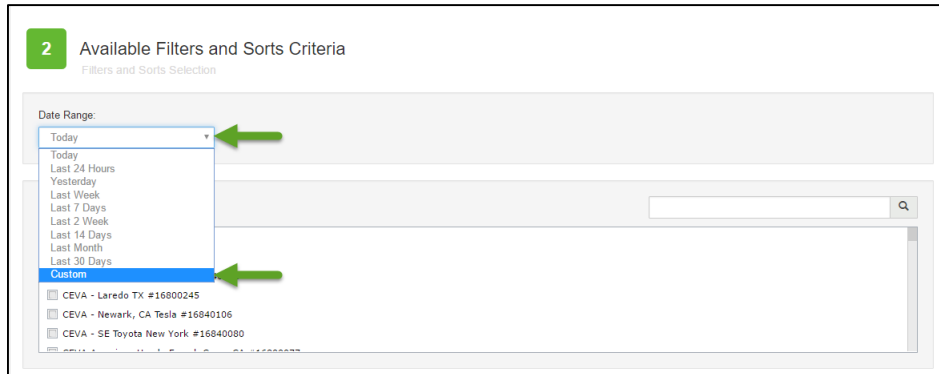 2
Available Filters and Sorts Criteria
Filters and Sorts Selection
Date Range:
Today
Today
Last 24 Hours
Yesterday
Last Week
Last 7 Days
Last 2 Week
Last 14 Days
Last Month
Last 30 Days
Custom
CEVA - Laredo TX #16800245
CEVA - Newark, CA Tesla #16840106
CEVA - SE Toyota New York #16840080